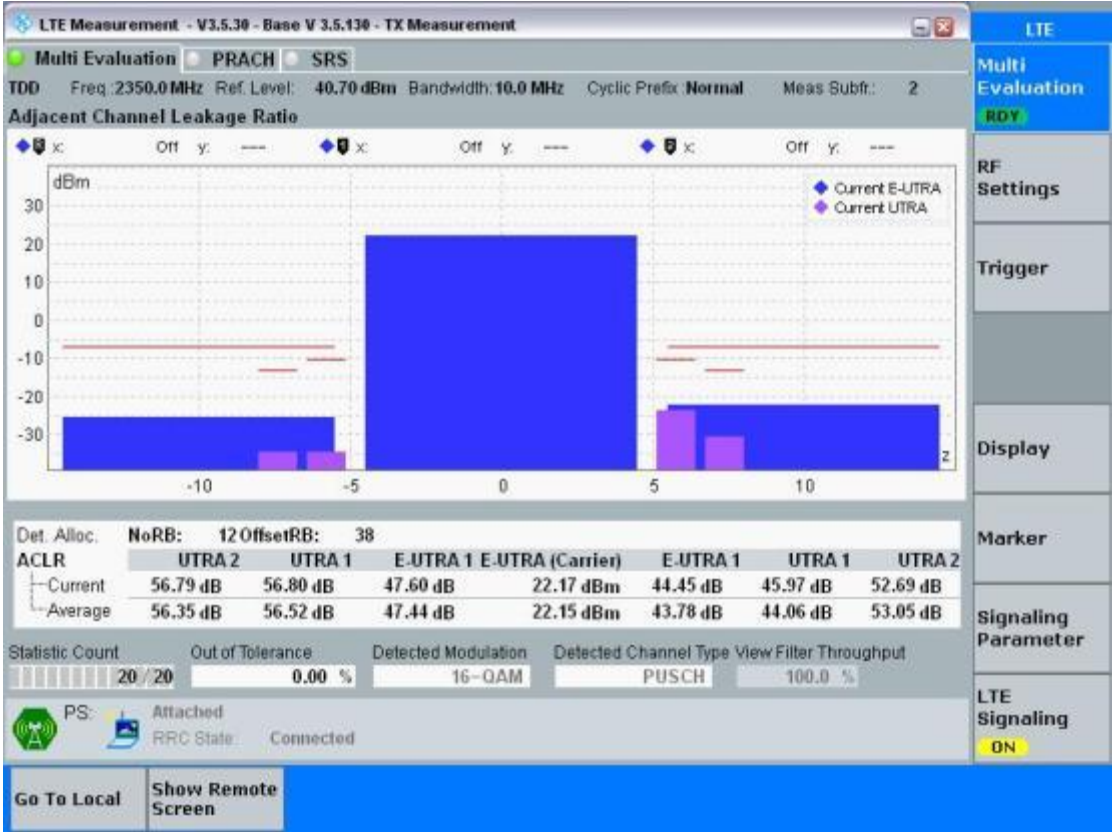 LTE Measurement - V3.5.30 - Base V 3.5.130 - TX Measurement
LTE
Multi Evaluation PRACH SRS
TDD Freq.:2350.0 MHz Ref. Level: 40.70 dBm Bandwidth: 10.0 MHz Cyclic Prefix :Normal Meas Subfr.: 2
Adjacent Channel Leakage Ratio
x: Off y: --- x: Off y: --- x: Off y: ---
dBm
Current E-UTRA
Current UTRA
30
20
10
0
-10
-20
-30
z
-10 -5 0 5 10
Det. Alloc. NoRB: 12 OffsetRB: 38
ACLR UTRA 2 UTRA 1 E-UTRA 1 E-UTRA (Carrier) E-UTRA 1 UTRA 1 UTRA 2
Current 56.79 dB 56.80 dB 47.60 dB 22.17 dBm 44.45 dB 45.97 dB 52.69 dB
Average 56.35 dB 56.52 dB 47.44 dB 22.15 dBm 43.78 dB 44.06 dB 53.05 dB
Statistic Count Out of Tolerance Detected Modulation Detected Channel Type View Filter Throughput
20 / 20 0.00 % 16-QAM PUSCH 100.0 %
PS: Attached
RRC State: Connected
Multi
Evaluation
RDY
RF
Settings
Trigger
Display
Marker
Signaling
Parameter
LTE
Signaling
ON
Go To Local
Show Remote
Screen